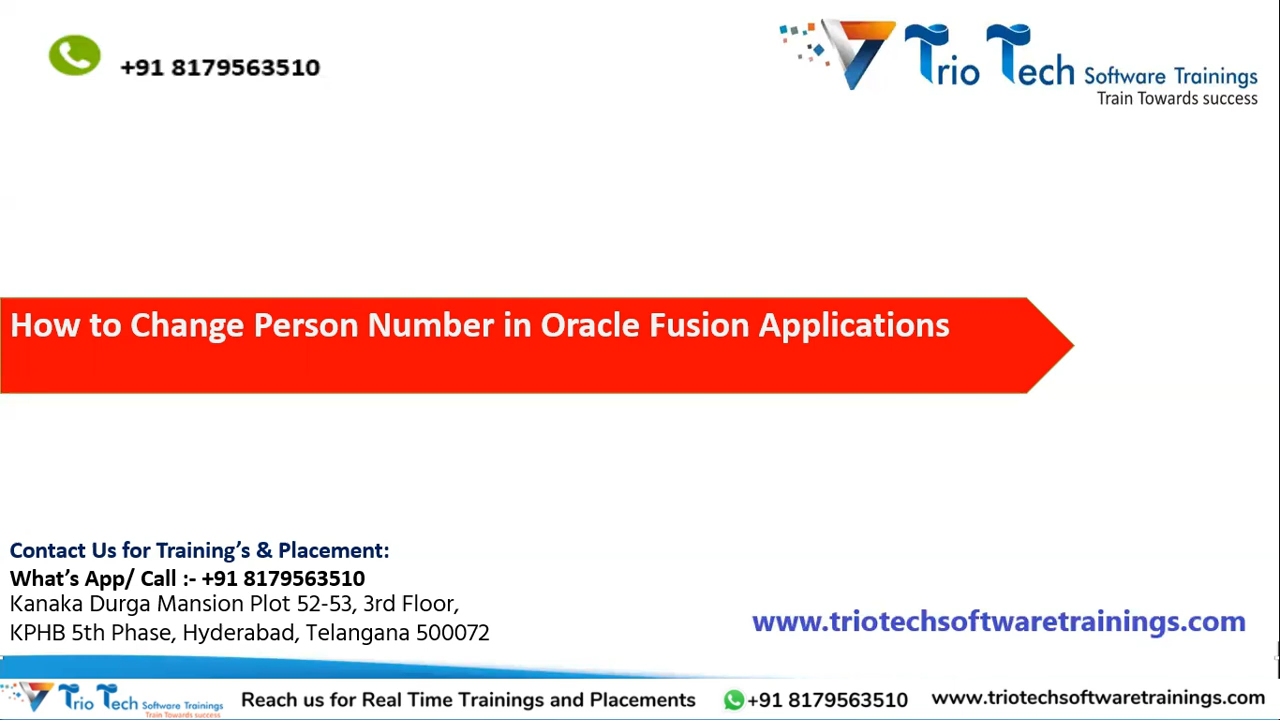 +91 8179563510
Trio Tech Software Trainings
Train Towards success
How to Change Person Number in Oracle Fusion Applications
Contact Us for Training’s & Placement:
What’s App/ Call :- +91 8179563510
Kanaka Durga Mansion Plot 52-53, 3rd Floor,
KPHB 5th Phase, Hyderabad, Telangana 500072
www.triotechsoftwaretrainings.com
Trio Tech Software Trainings
Train Towards success
Reach us for Real Time Trainings and Placements
+91 8179563510
www.triotechsoftwaretrainings.com